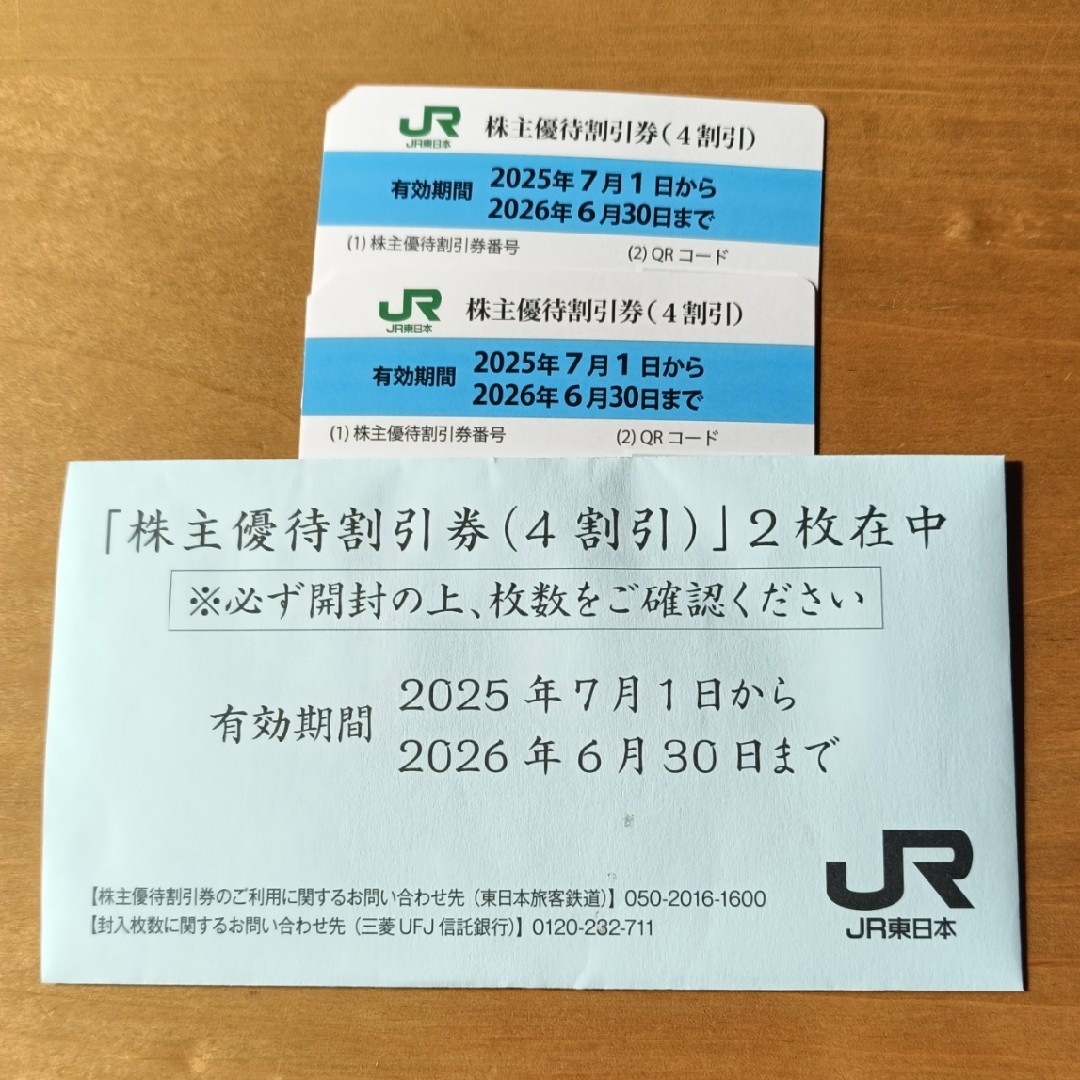 JR 株主優待割引券(4割引)
JR東日本
有効期間 2025年7月1日から
2026年6月30日まで
(1) 株主優待割引券番号 (2) QR コード
JR 株主優待割引券(4割引)
JR東日本
有効期間 2025年7月1日から
2026年6月30日まで
(1) 株主優待割引券番号 (2) QR コード
「株主優待割引券(4割引)」2枚在中
※必ず開封の上、枚数をご確認ください
有効期間 2025年7月1日から
2026年6月30日まで
【株主優待割引券のご利用に関するお問い合わせ先(東日本旅客鉄道)】050-2016-1600
【封入枚数に関するお問い合わせ先(三菱UFJ信託銀行)】0120-232-711
JR
JR東日本